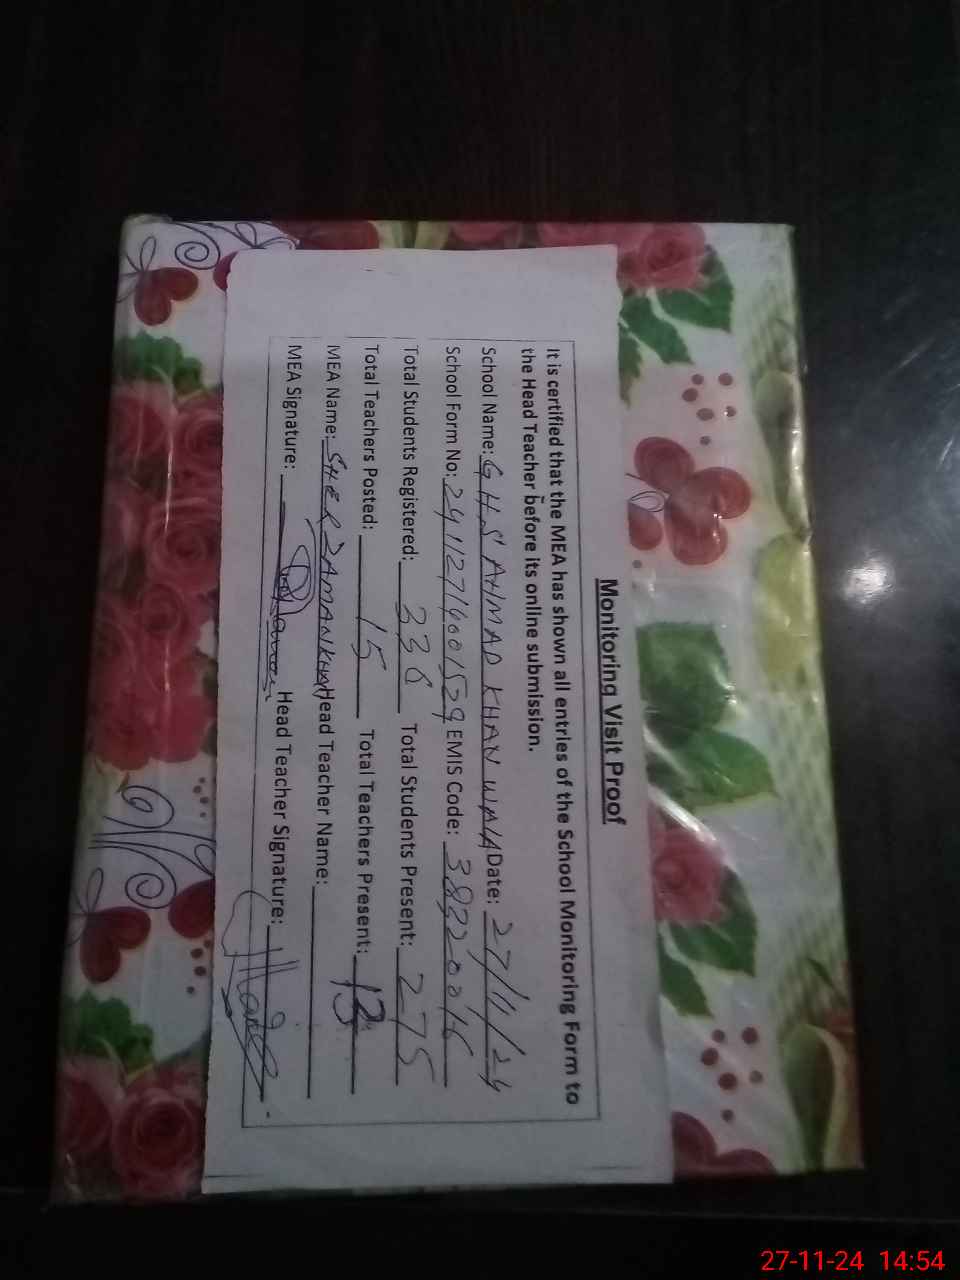 Monitoring Visit Proof
It is certified that the MEA has shown all entries of the School Monitoring Form to
the Head Teacher before its online submission.
School Name: G H.S AHMAD KHAN WALA Date: 27/11/24
School Form No: 24112714001529 EMIS Code: 38220016
Total Students Registered: 336 Total Students Present: 275
Total Teachers Posted: 15 Total Teachers Present: 13
MEA Name: SHER ZAMAN KHAN Head Teacher Name:
MEA Signature: Head Teacher Signature:
27-11-24 14:54